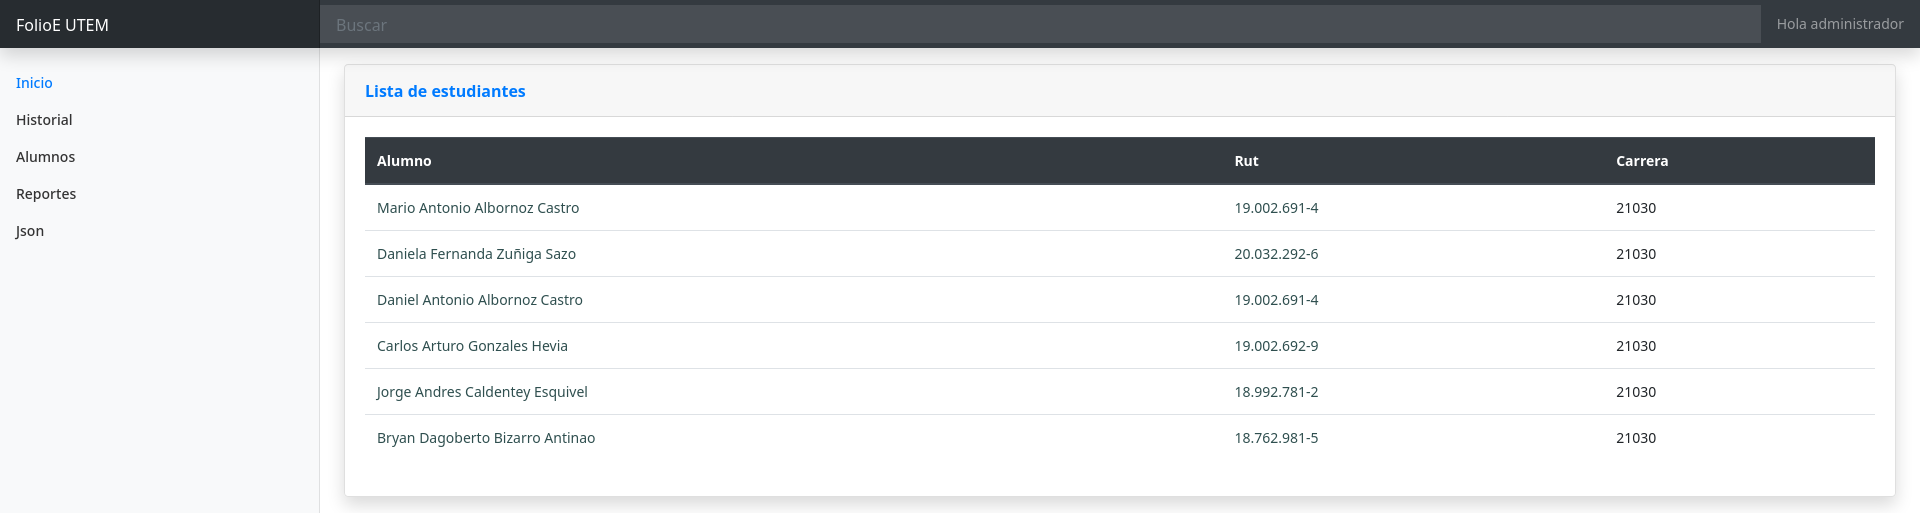 FolioE UTEM
Buscar
Hola administrador
Inicio
Historial
Alumnos
Reportes
Json
Lista de estudiantes
Alumno Rut Carrera
Mario Antonio Albornoz Castro 19.002.691-4 21030
Daniela Fernanda Zuñiga Sazo 20.032.292-6 21030
Daniel Antonio Albornoz Castro 19.002.691-4 21030
Carlos Arturo Gonzales Hevia 19.002.692-9 21030
Jorge Andres Caldentey Esquivel 18.992.781-2 21030
Bryan Dagoberto Bizarro Antinao 18.762.981-5 21030